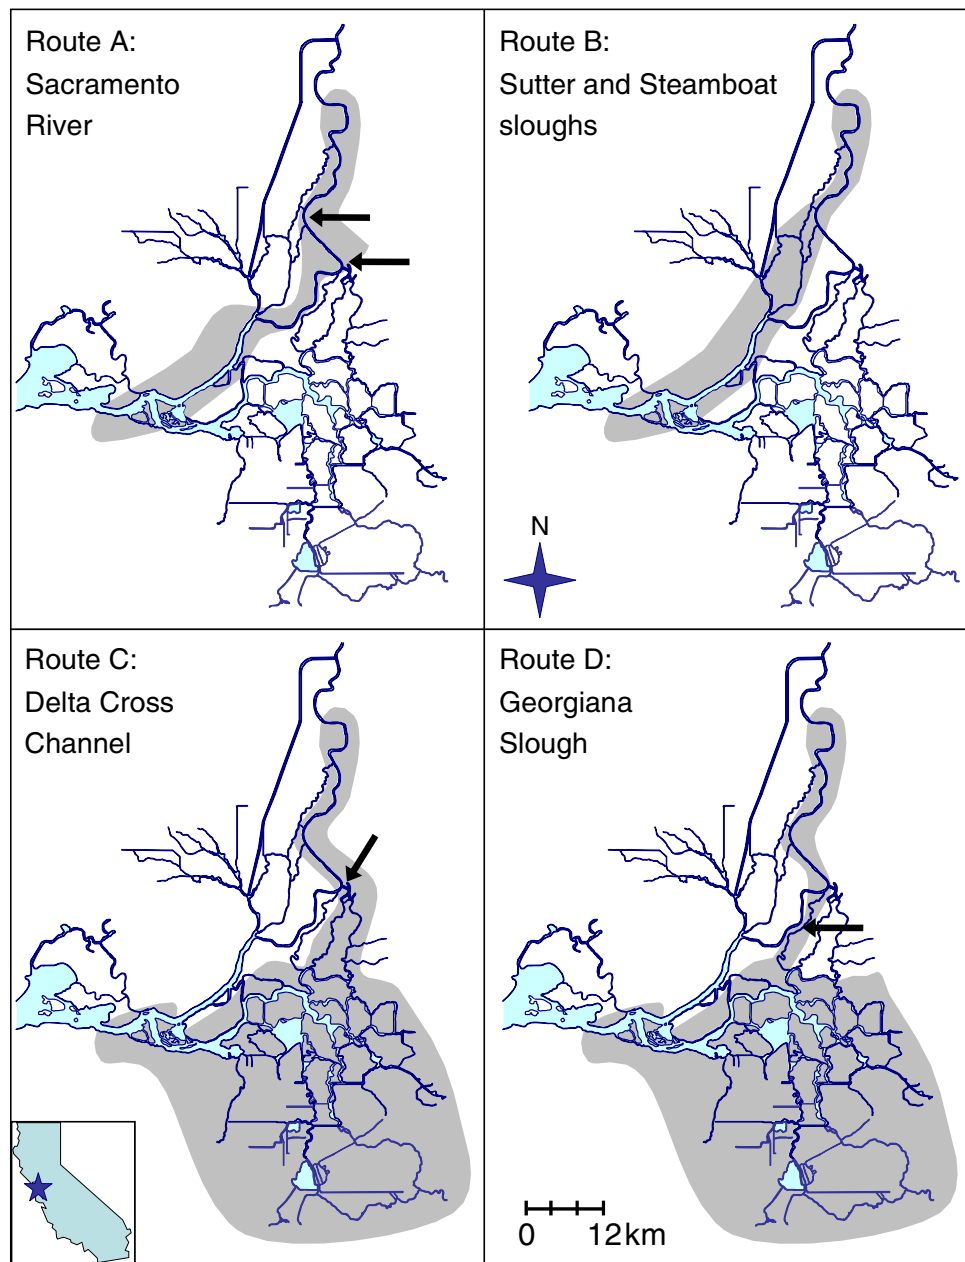 Route A:
Sacramento
River
Route B:
Sutter and Steamboat
sloughs
N
Route C:
Delta Cross
Channel
Route D:
Georgiana
Slough
0 12km